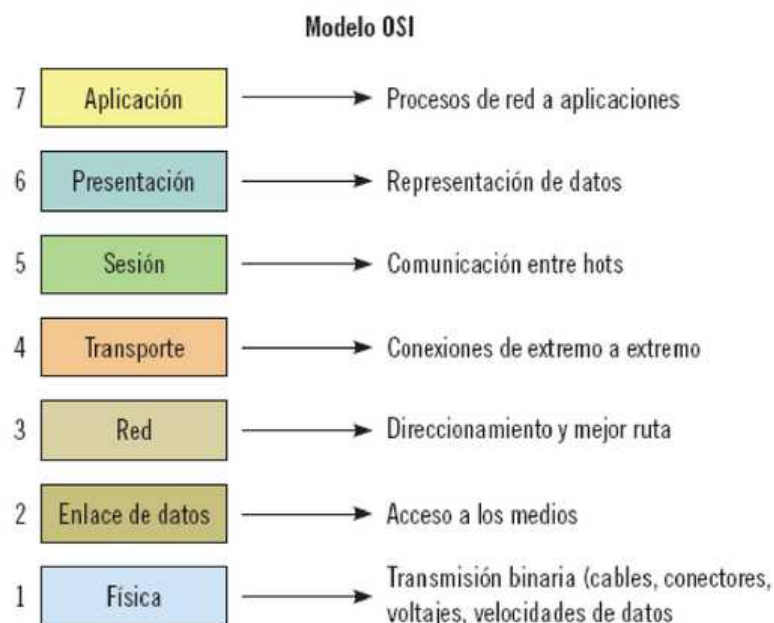 Modelo OSI
7 Aplicación Procesos de red a aplicaciones
6 Presentación Representación de datos
5 Sesión Comunicación entre hots
4 Transporte Conexiones de extremo a extremo
3 Red Direccionamiento y mejor ruta
2 Enlace de datos Acceso a los medios
1 Física Transmisión binaria (cables, conectores,
voltajes, velocidades de datos